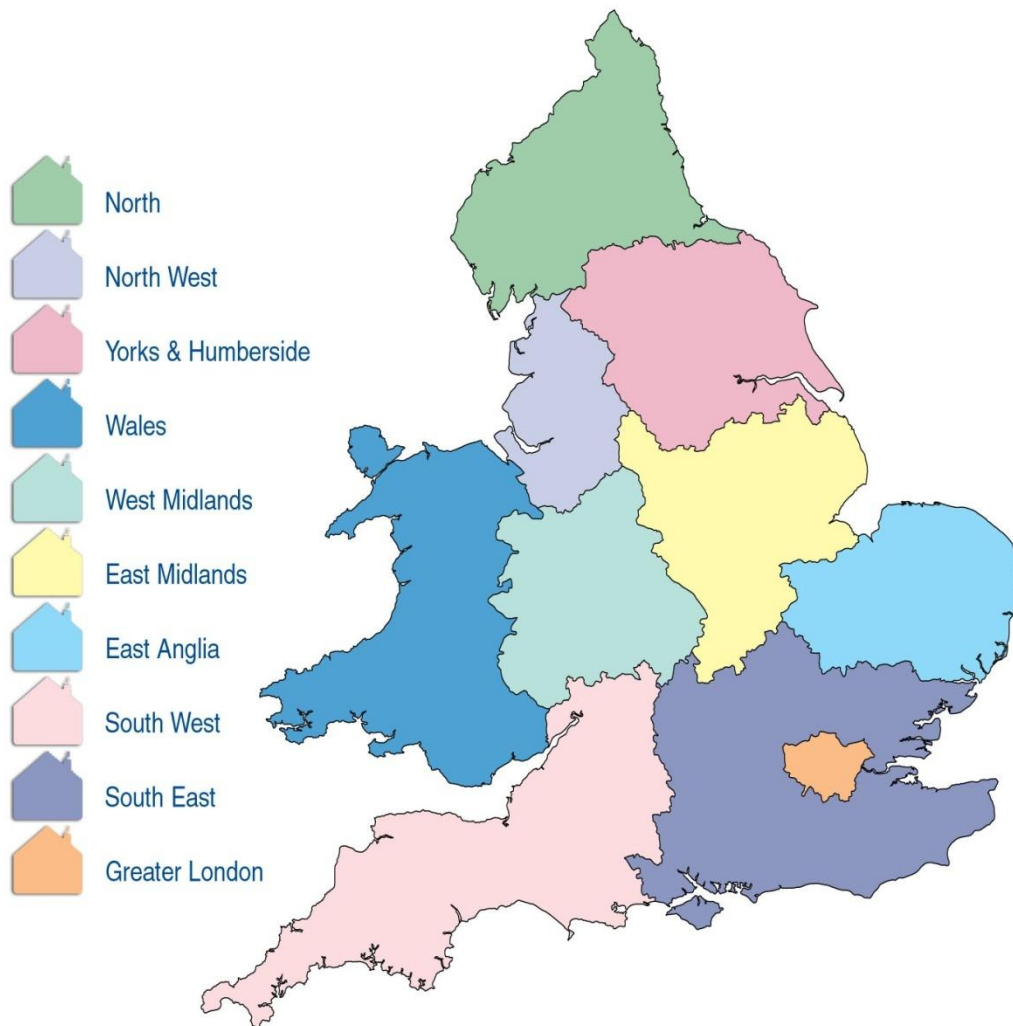 North
North West
Yorks & Humberside
Wales
West Midlands
East Midlands
East Anglia
South West
South East
Greater London